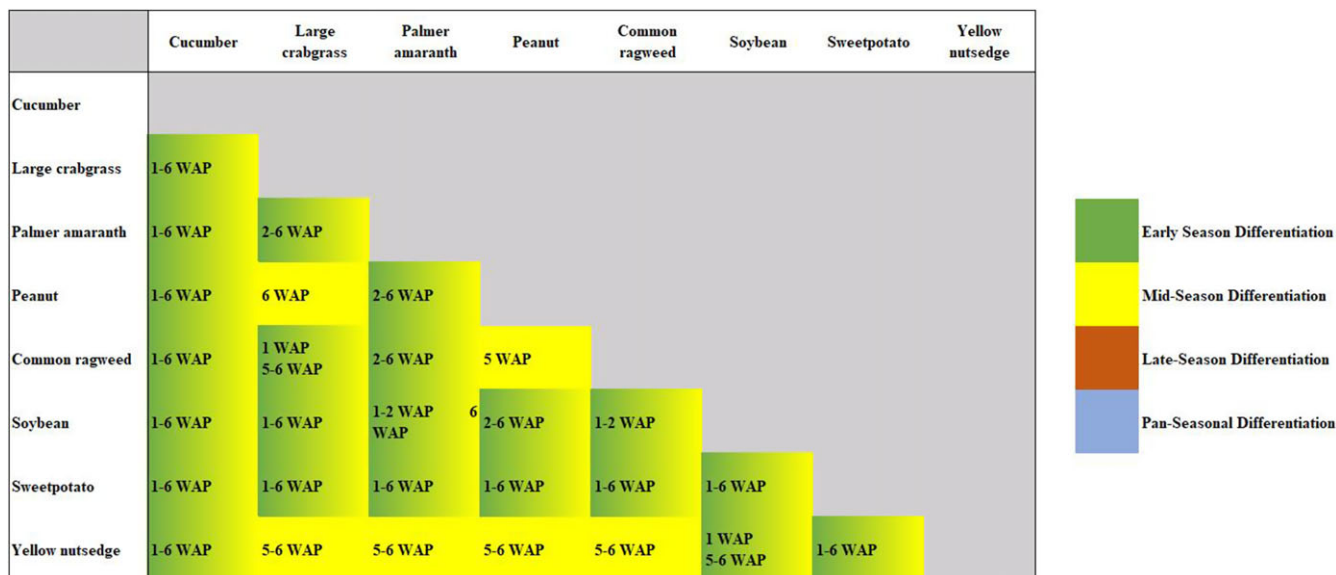 Cucumber Large crabgrass Palmer amaranth Peanut Common ragweed Soybean Sweetpotato Yellow nutsedge
Cucumber
Large crabgrass 1-6 WAP
Palmer amaranth 1-6 WAP 2-6 WAP
Peanut 1-6 WAP 6 WAP 2-6 WAP
Common ragweed 1-6 WAP 1 WAP 5-6 WAP 2-6 WAP 5 WAP
Soybean 1-6 WAP 1-6 WAP 1-2 WAP 6 WAP 2-6 WAP 1-2 WAP
Sweetpotato 1-6 WAP 1-6 WAP 1-6 WAP 1-6 WAP 1-6 WAP 1-6 WAP
Yellow nutsedge 1-6 WAP 5-6 WAP 5-6 WAP 5-6 WAP 5-6 WAP 1 WAP 5-6 WAP 1-6 WAP
Early Season Differentiation
Mid-Season Differentiation
Late-Season Differentiation
Pan-Seasonal Differentiation